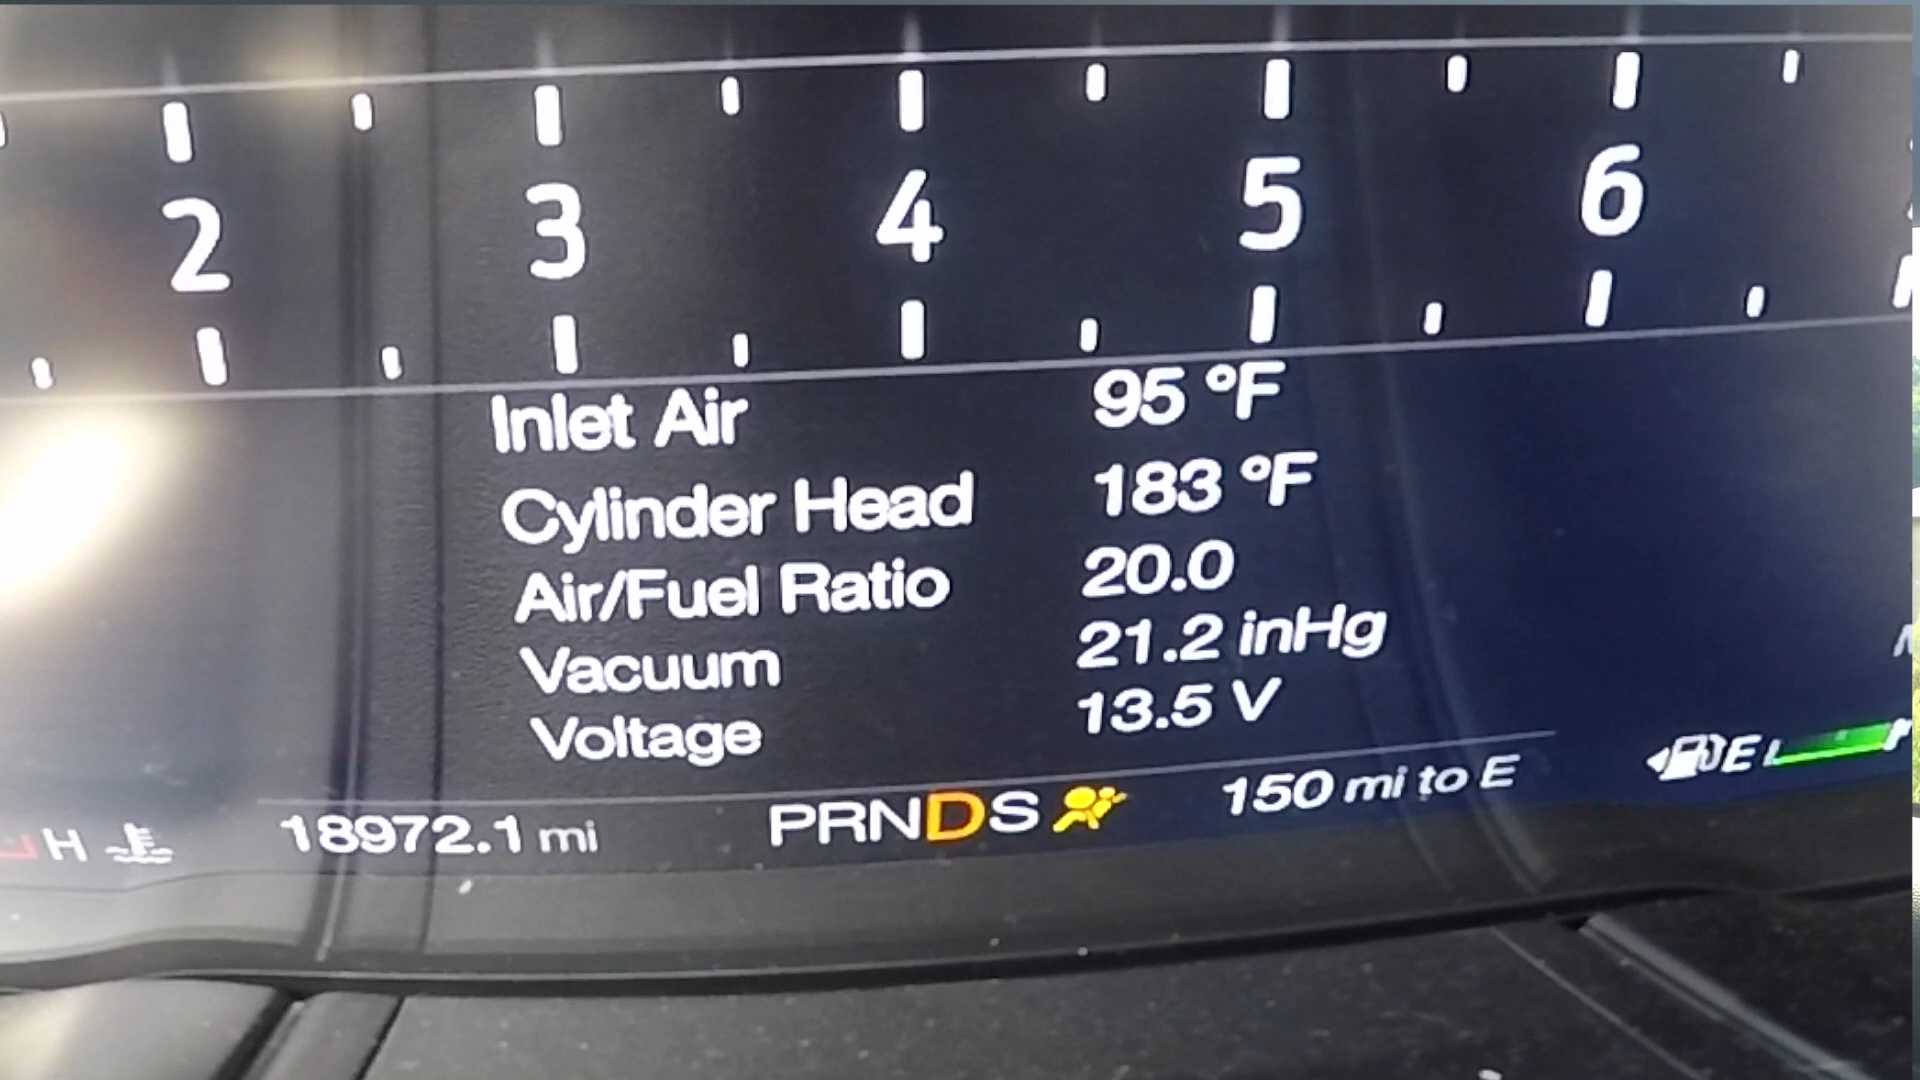 2 3 4 5 6
Inlet Air 95 °F
Cylinder Head 183 °F
Air/Fuel Ratio 20.0
Vacuum 21.2 inHg
Voltage 13.5 V
H 18972.1 mi PRNDS 150 mi to E E